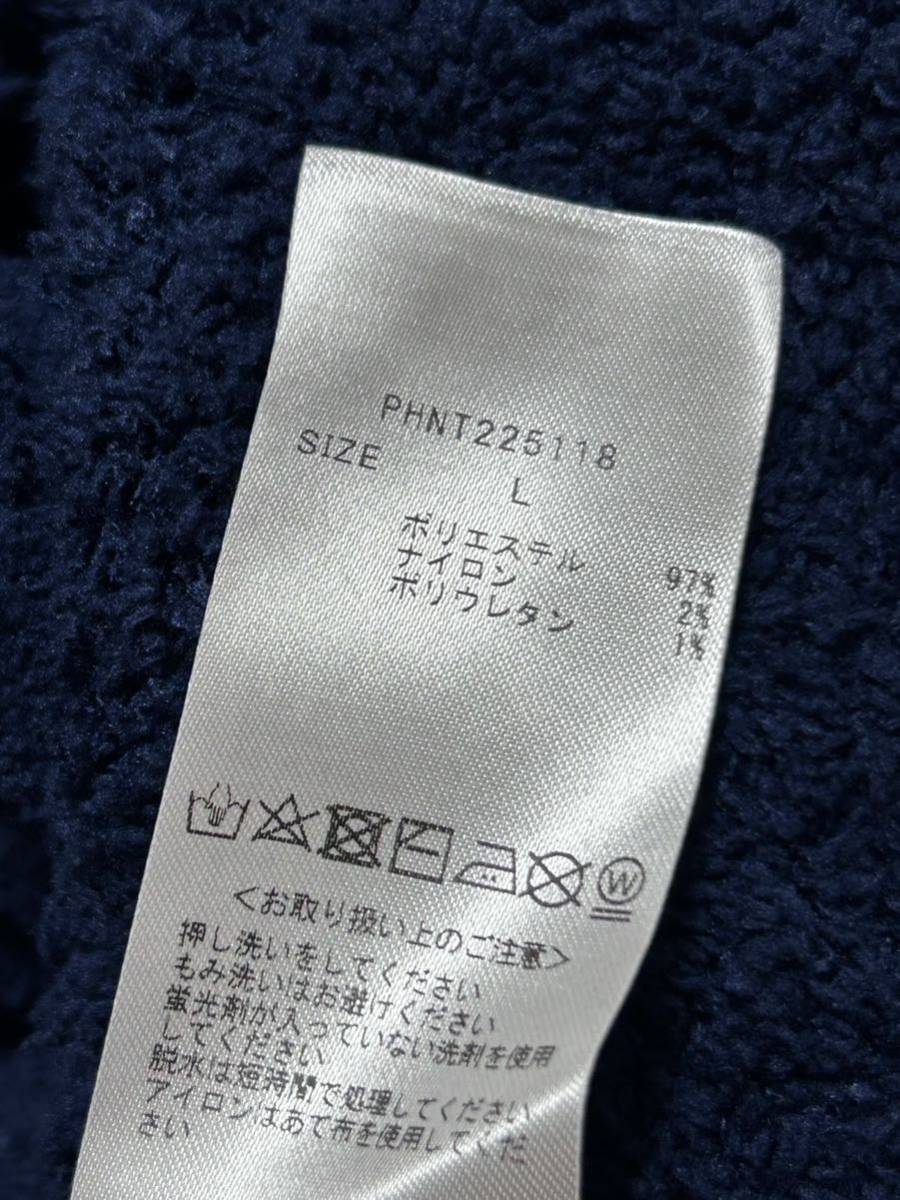 PHNT225118
SIZE
L
ポリエステル 97%
ナイロン 2%
ポリウレタン 1%
W
<お取り扱い上のご注意>
押し洗いをしてください
もみ洗いはお避けください
蛍光剤が入っていない洗剤を使用
してください
脱水は短時間で処理してください
アイロンはあて布を使用してくだ
さい